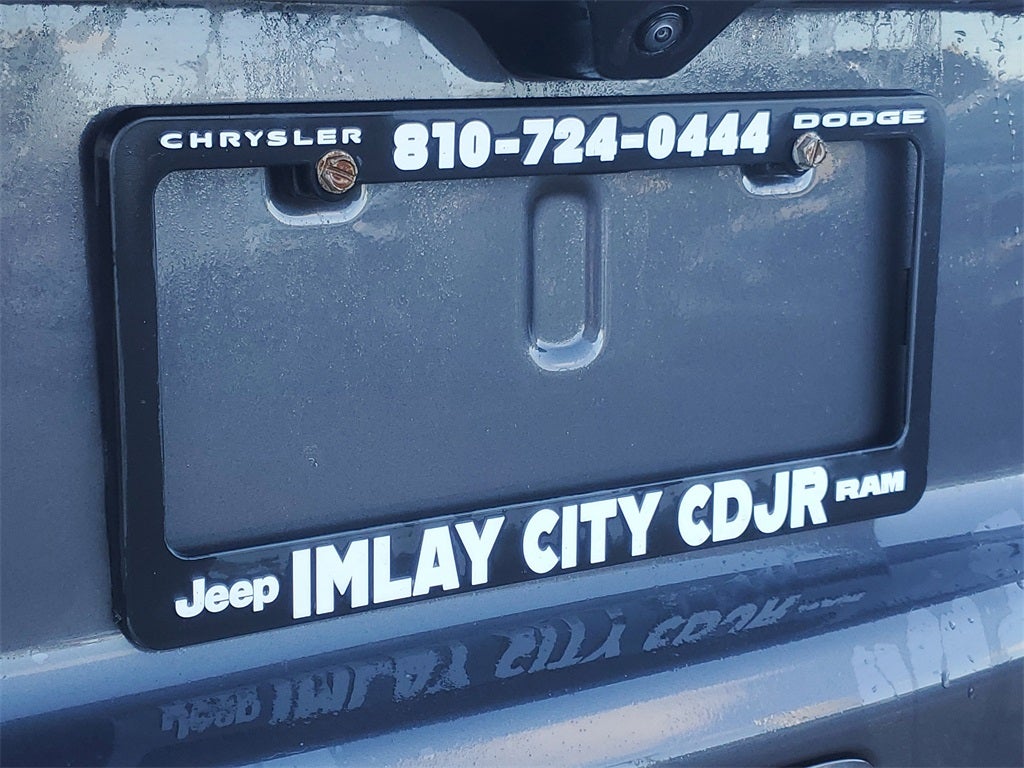 CHRYSLER 810-724-0444 DODGE
Jeep IMLAY CITY CDJR RAM